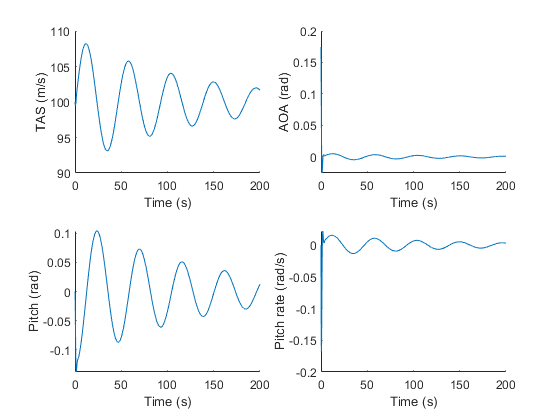 110
105
100
95
90
TAS (m/s)
0 50 100 150 200
Time (s)
0.2
0.15
0.1
0.05
0
AOA (rad)
0 50 100 150 200
Time (s)
0.1
0.05
0
-0.05
-0.1
Pitch (rad)
0 50 100 150 200
Time (s)
0
-0.05
-0.1
-0.15
-0.2
Pitch rate (rad/s)
0 50 100 150 200
Time (s)